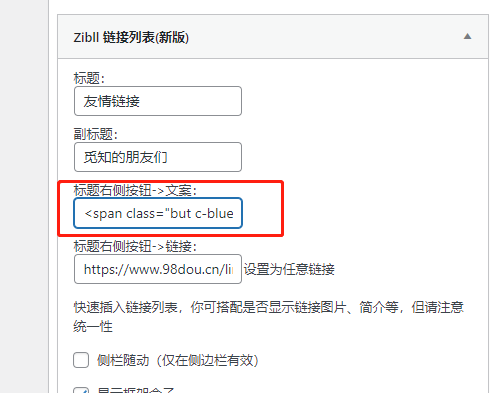 Zibll 链接列表(新版)
标题：
友情链接
副标题：
觅知的朋友们
标题右侧按钮->文案：
<span class="but c-blue
标题右侧按钮->链接：
https://www.98dou.cn/li 设置为任意链接
快速插入链接列表，你可搭配是否显示链接图片、简介等，但请注意
统一性
侧栏随动（仅在侧边栏有效）